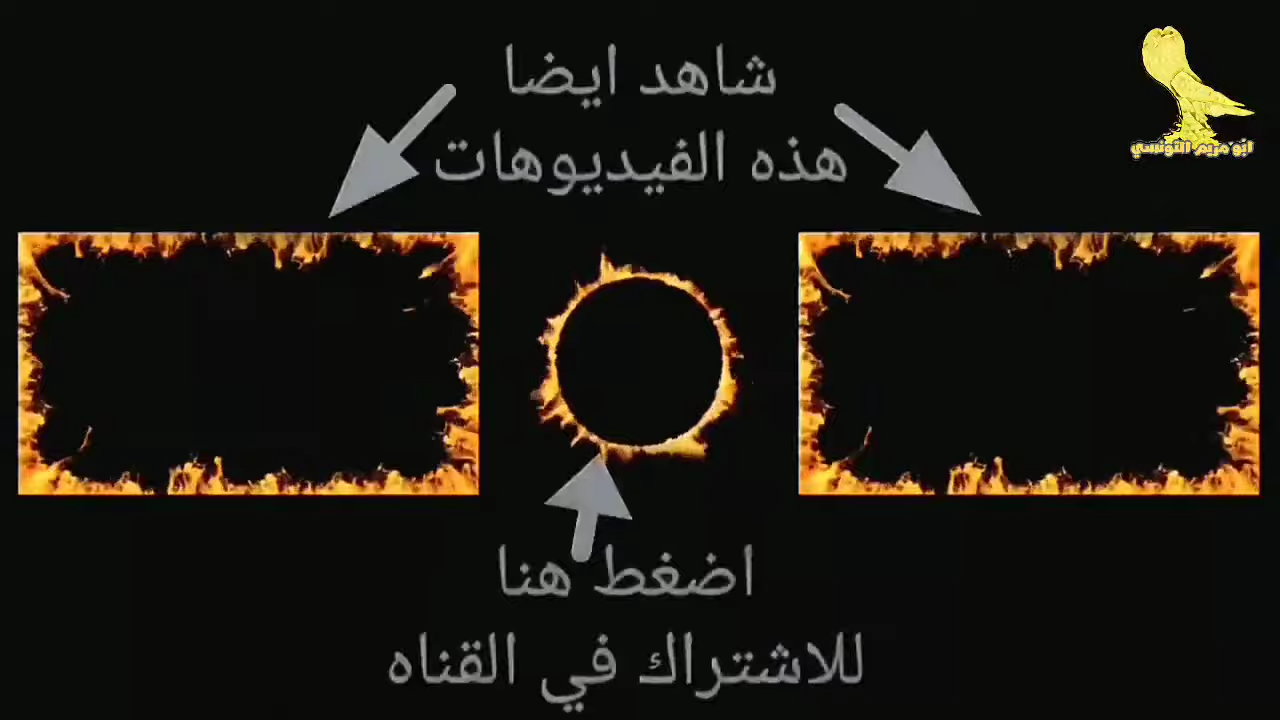 شاهد ايضا
هذه الفيديوهات
ابو مريم التونسي
اضغط هنا
للاشتراك في القناه